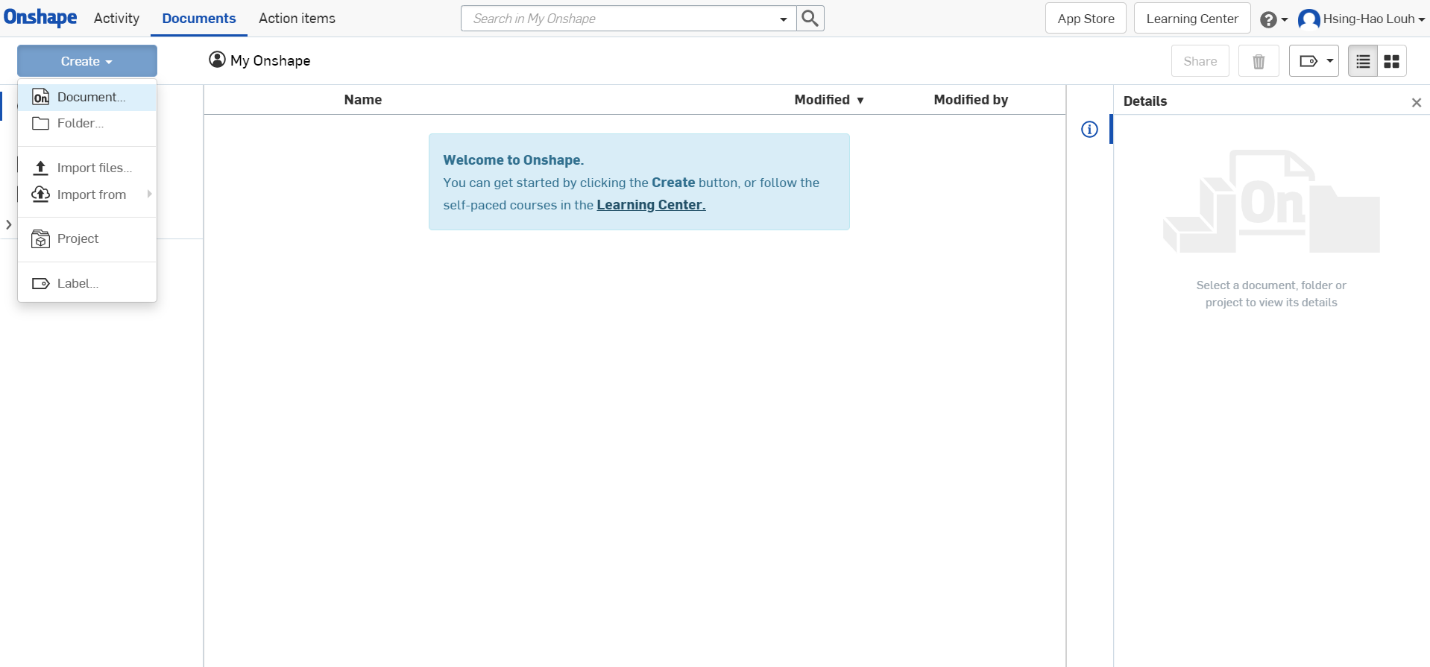 Onshape Activity Documents Action items Search in My Onshape App Store Learning Center Hsing-Hao Louh
Create My Onshape Share
Document...
Folder...
Import files...
Import from
Project
Label...
Name Modified Modified by
Welcome to Onshape.
You can get started by clicking the Create button, or follow the
self-paced courses in the Learning Center.
Details
On
Select a document, folder or
project to view its details